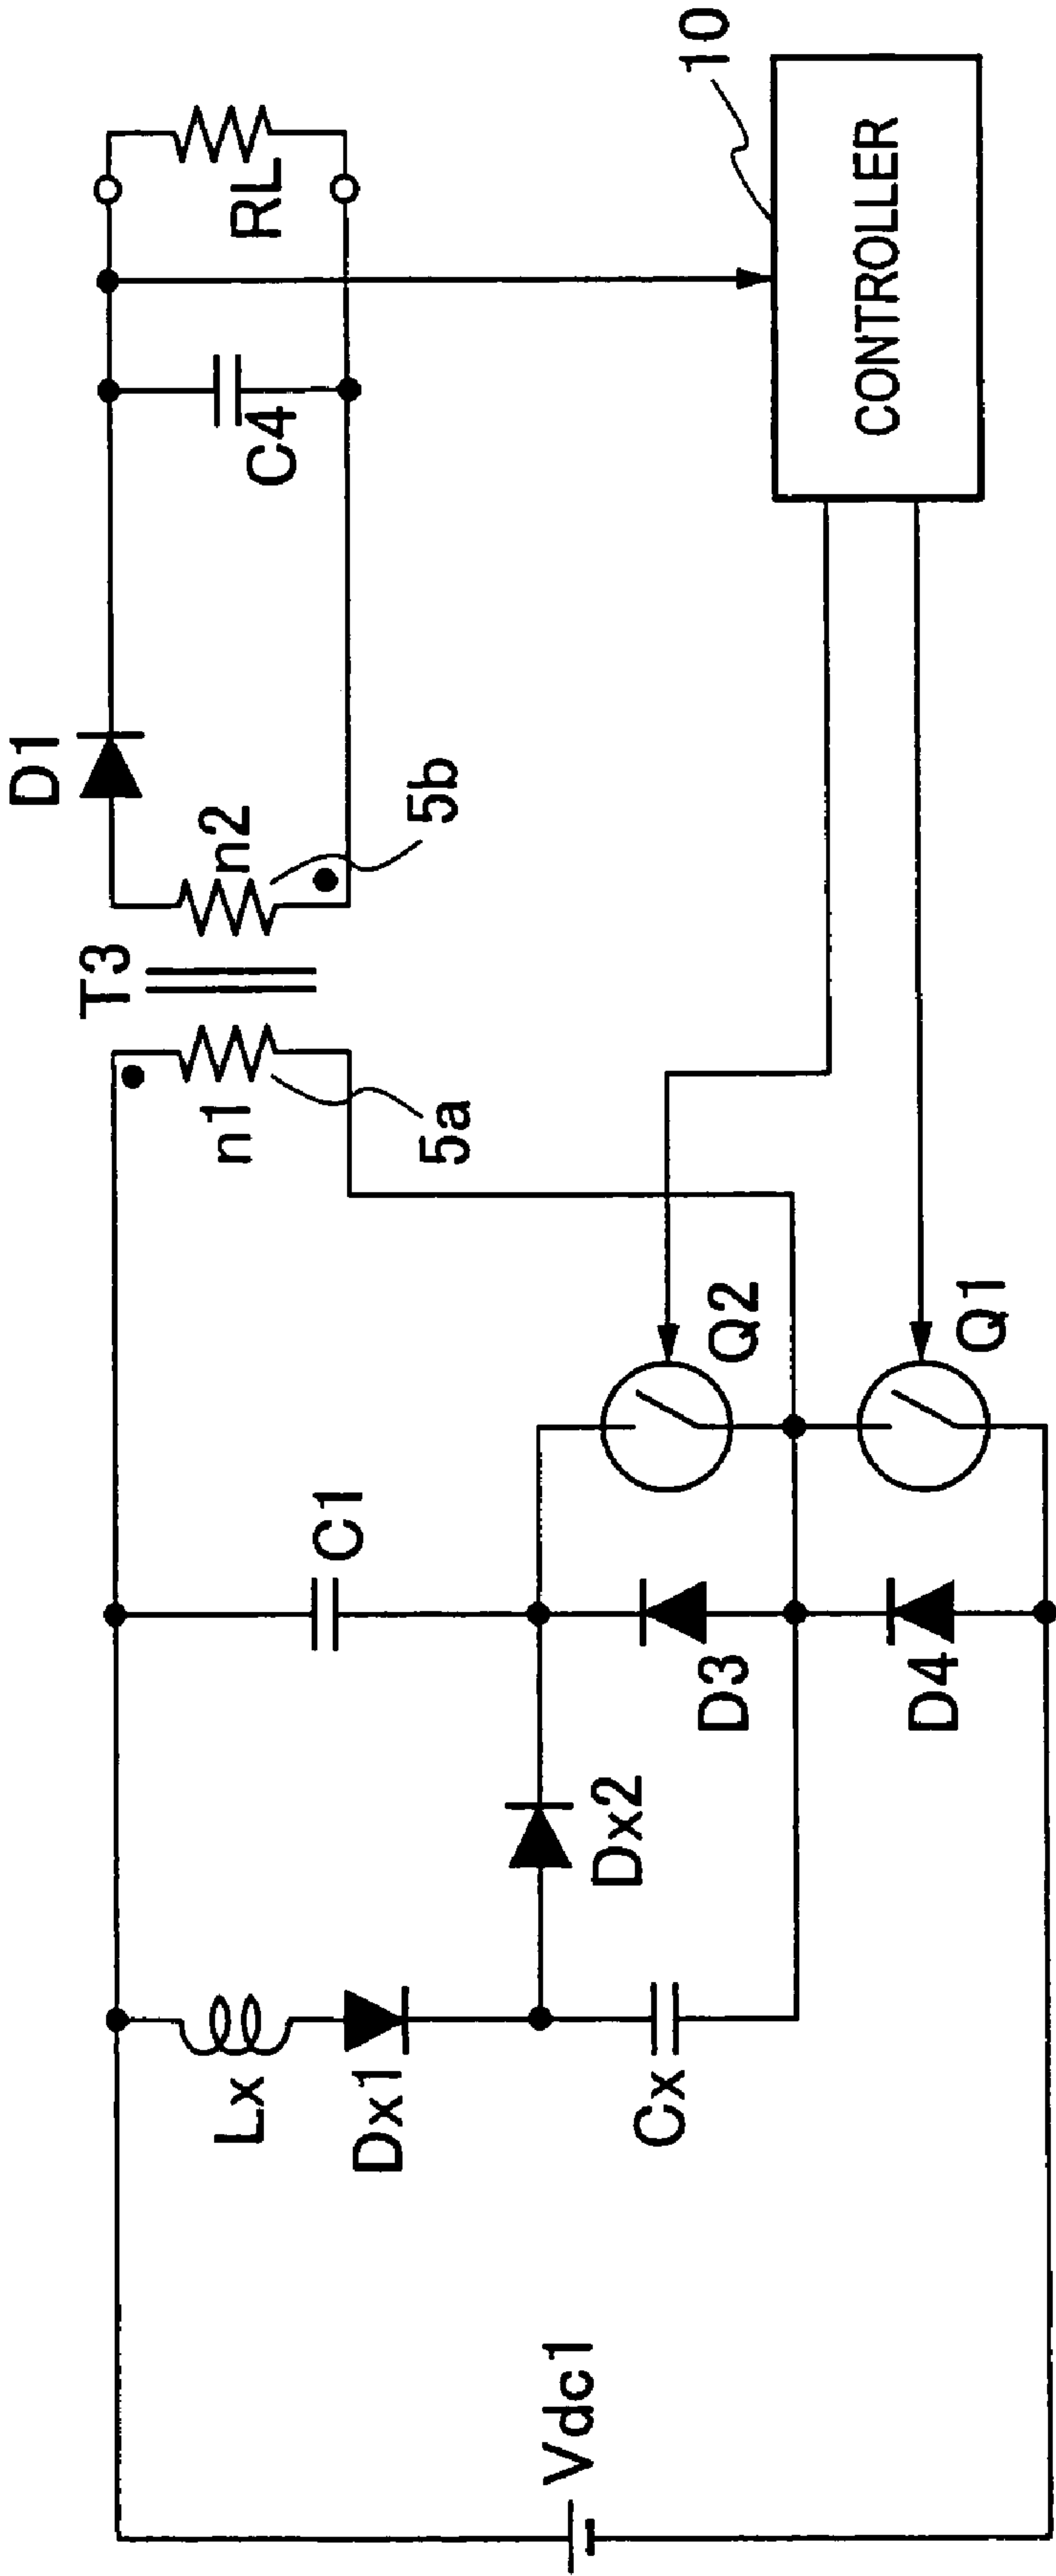 Vdc1
Lx
Dx1
Cx
Dx2
C1
D3
D4
Q2
Q1
n1
5a
T3
n2
5b
D1
C4
RL
10
CONTROLLER